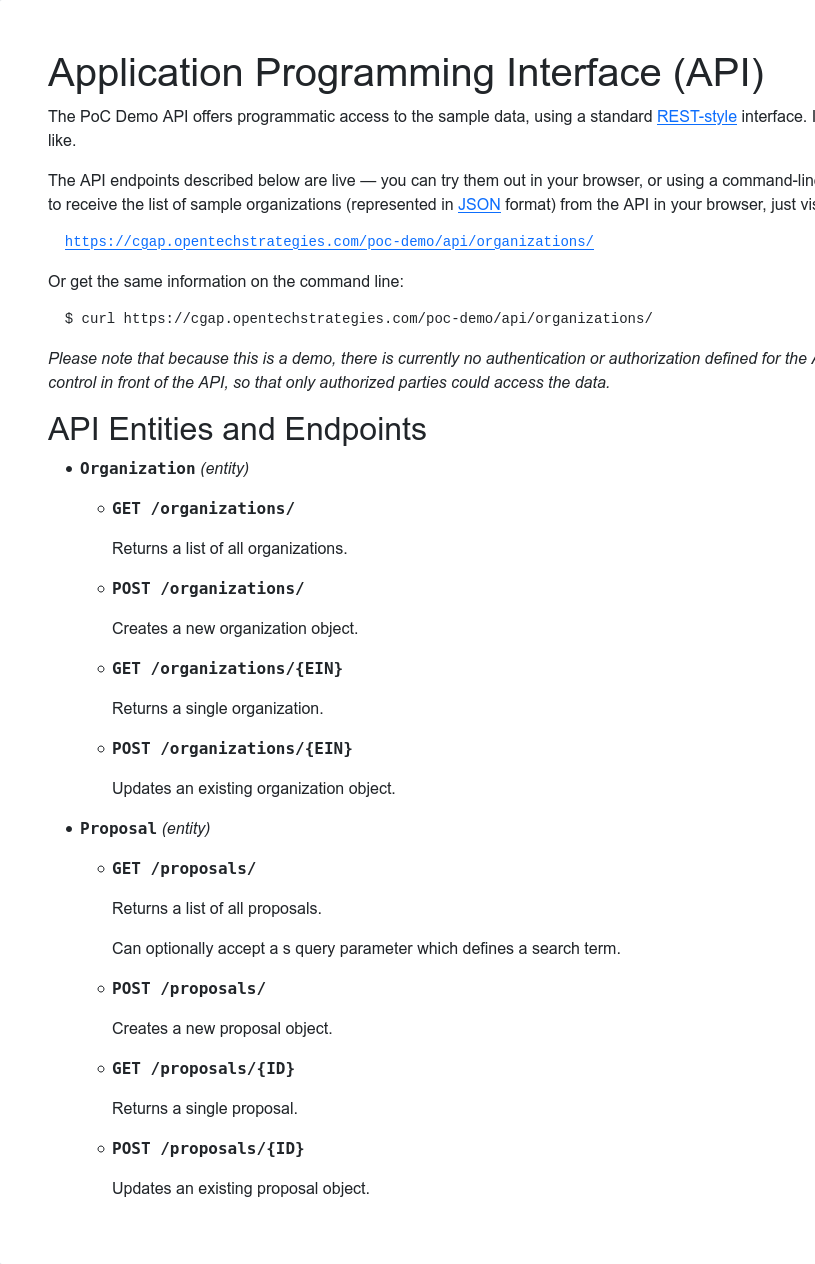 Application Programming Interface (API)
The PoC Demo API offers programmatic access to the sample data, using a standard REST-style interface.
like.
The API endpoints described below are live — you can try them out in your browser, or using a
to receive the list of sample organizations (represented in JSON format) from the API in your browser, just
https://cgap.opentechstrategies.com/poc-demo/api/organizations/
Or get the same information on the command line:
$ curl https://cgap.opentechstrategies.com/poc-demo/api/organizations/
Please note that because this is a demo, there is currently no authentication or authorization defined for the
control in front of the API, so that only authorized parties could access the data.
API Entities and Endpoints
• Organization (entity)
◦ GET /organizations/
Returns a list of all organizations.
◦ POST /organizations/
Creates a new organization object.
◦ GET /organizations/{EIN}
Returns a single organization.
◦ POST /organizations/{EIN}
Updates an existing organization object.
• Proposal (entity)
◦ GET /proposals/
Returns a list of all proposals.
Can optionally accept a s query parameter which defines a search term.
◦ POST /proposals/
Creates a new proposal object.
◦ GET /proposals/{ID}
Returns a single proposal.
◦ POST /proposals/{ID}
Updates an existing proposal object.